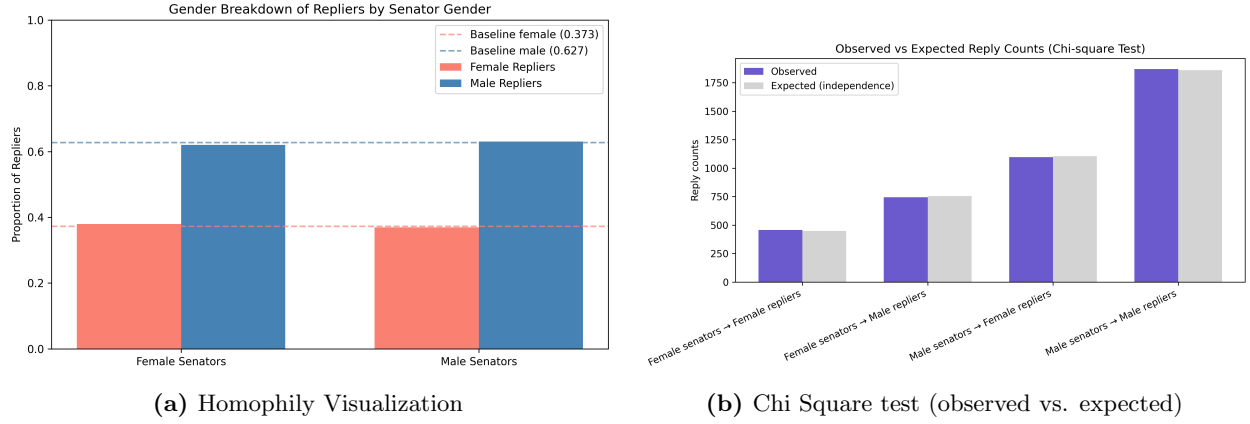 Gender Breakdown of Repliers by Senator Gender
Proportion of Repliers
1.0
0.8
0.6
0.4
0.2
0.0
Baseline female (0.373)
Baseline male (0.627)
Female Repliers
Male Repliers
Female Senators
Male Senators
(a) Homophily Visualization
Observed vs Expected Reply Counts (Chi-square Test)
Reply counts
1750
1500
1250
1000
750
500
250
0
Observed
Expected (independence)
Female senators → Female repliers
Female senators → Male repliers
Male senators → Female repliers
Male senators → Male repliers
(b) Chi Square test (observed vs. expected)